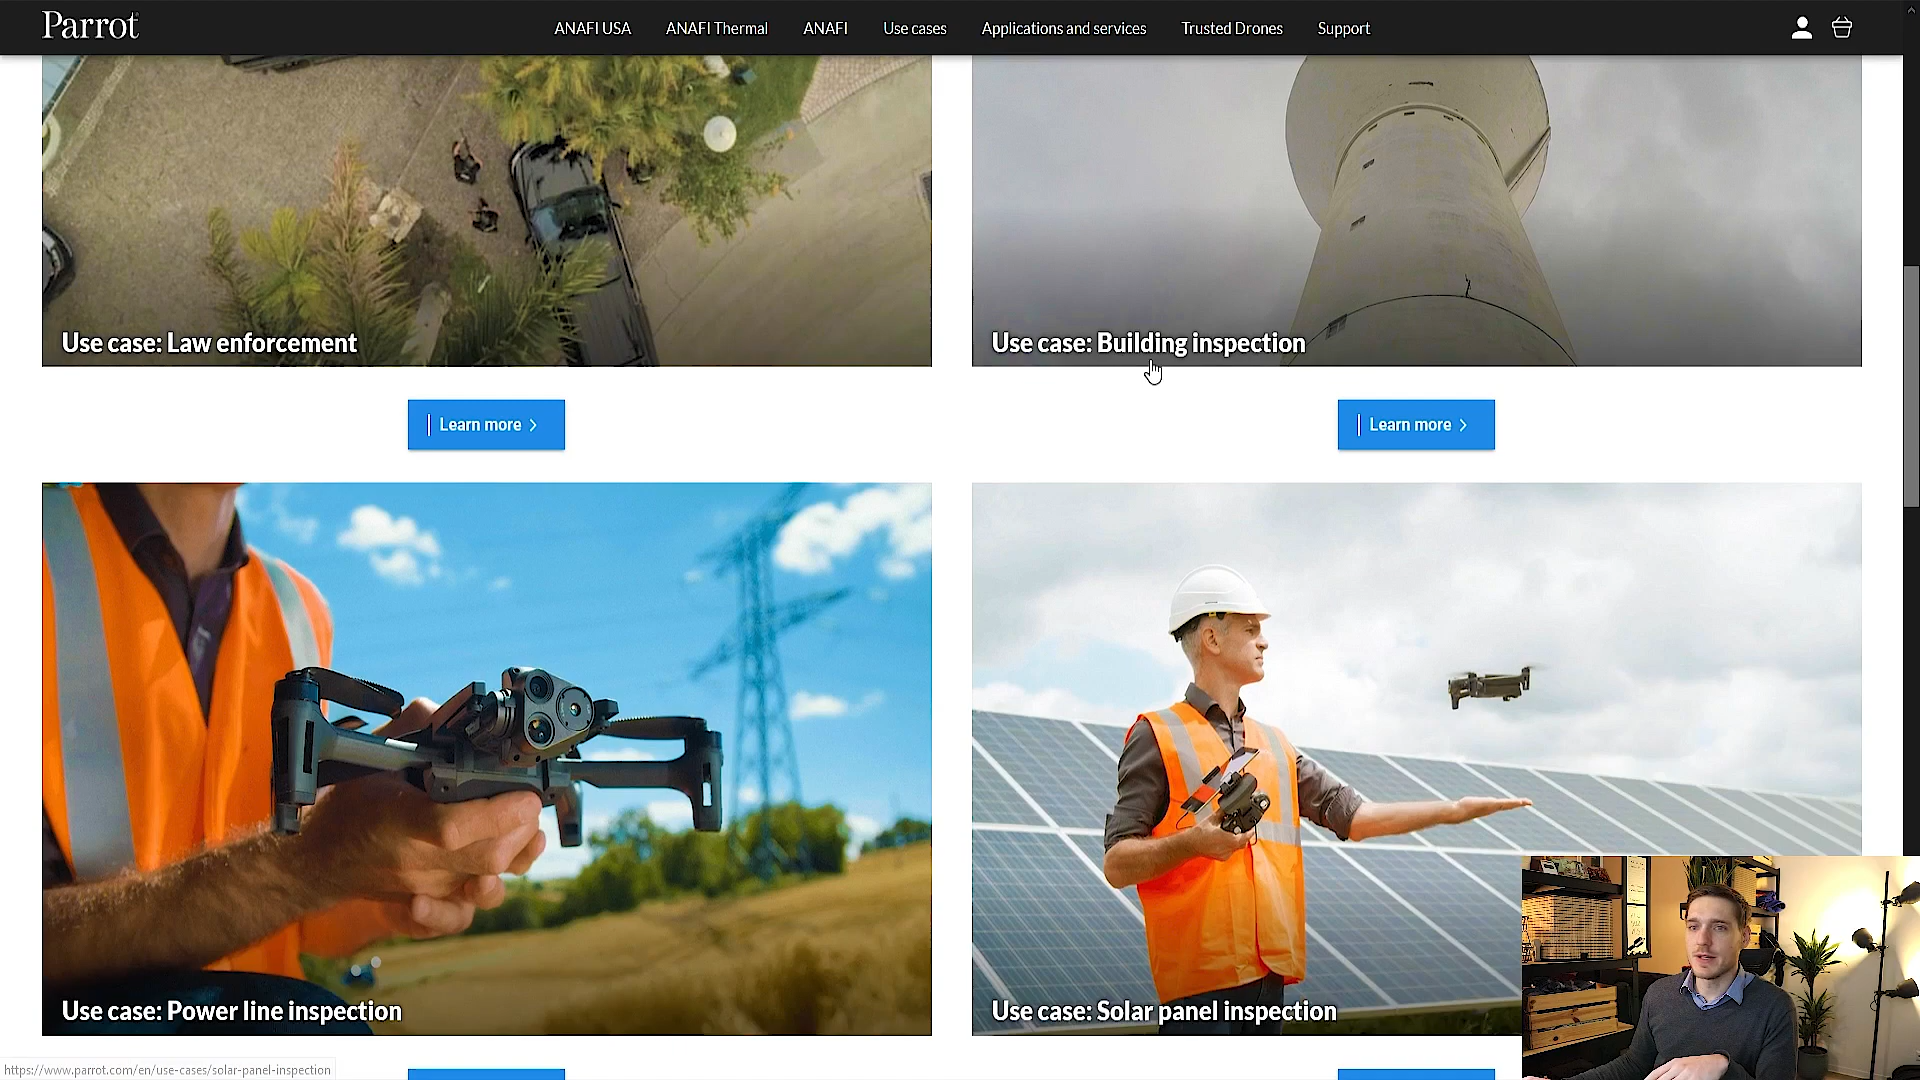 Parrot
ANAFI USA
ANAFI Thermal
ANAFI
Use cases
Applications and services
Trusted Drones
Support
Use case: Law enforcement
Use case: Building inspection
Learn more
Learn more
Use case: Power line inspection
Use case: Solar panel inspection
https://www.parrot.com/en/use-cases/solar-panel-inspection